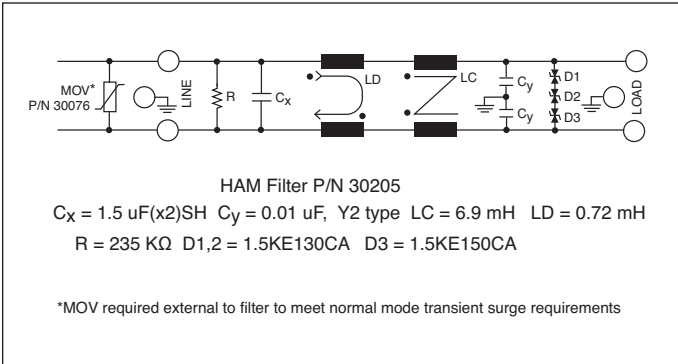 MOV*
P/N 30076
LINE
R
Cx
LD
LC
Cy
Cy
D1
D2
D3
LOAD
HAM Filter P/N 30205
Cx = 1.5 uF(x2)SH Cy = 0.01 uF, Y2 type LC = 6.9 mH LD = 0.72 mH
R = 235 KΩ D1,2 = 1.5KE130CA D3 = 1.5KE150CA
*MOV required external to filter to meet normal mode transient surge requirements